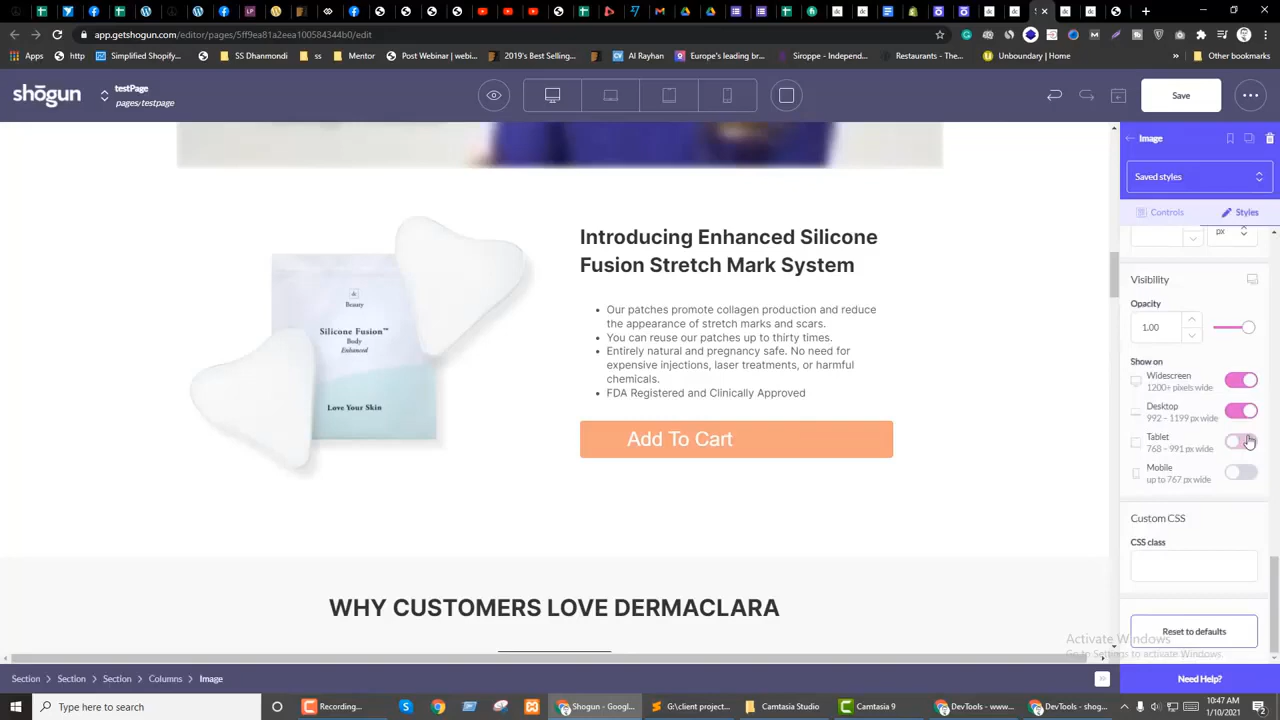 app.getshogun.com/editor/pages/5ff9ea81a2eea100584344b0/edit
Apps
http
Simplified Shopify...
SS Dhanmondi
ss
Mentor
Post Webinar | webi...
2019's Best Selling...
Al Rayhan
Europe's breakthrou...
Siroppe - Independ...
Restaurants - The...
Unboundary | Home
Other bookmarks
shōgun
testPage
pages/testpage
Save
Image
Saved styles
Controls
Styles
px
Introducing Enhanced Silicone
Fusion Stretch Mark System
Our patches promote collagen production and reduce
the appearance of stretch marks and scars.
You can reuse our patches up to thirty times.
Entirely natural and pregnancy safe. No need for
expensive injections, laser treatments, or harmful
chemicals.
FDA Registered and Clinically Approved
Add To Cart
Beauty
Silicone Fusion™
Body
Enhanced
Love Your Skin
WHY CUSTOMERS LOVE DERMACLARA
Visibility
Opacity
1.00
Show on
Widescreen
1200+ pixels wide
Desktop
992 – 1199 px wide
Tablet
768 – 991 px wide
Mobile
up to 767 px wide
Custom CSS
CSS class
Reset to defaults
Activate Windows
Go to Settings to activate Windows.
Need Help?
Section
Section
Section
Columns
Image
Type here to search
Recording...
Shogun - Googl...
G:\client project...
Camtasia Studio
Camtasia 9
DevTools - www...
DevTools - shog...
10:47 AM
1/10/2021